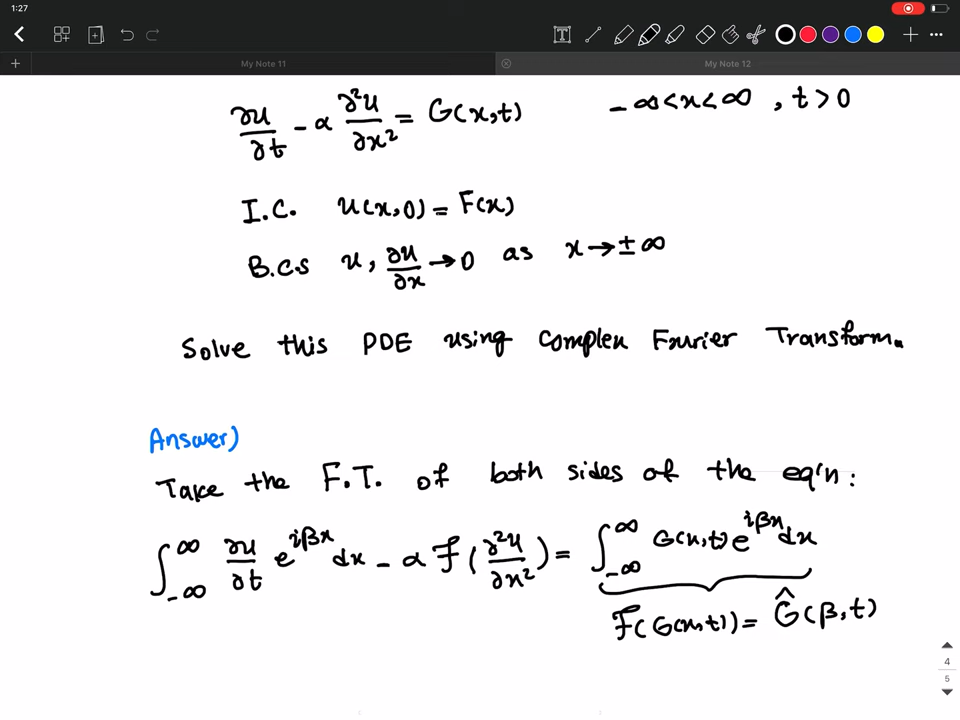 1:27
My Note 11
My Note 12
∂u/∂t - α ∂²u/∂x² = G(x,t)   -∞<x<∞ , t>0
I.C. u(x,0) = F(x)
B.C.s u, ∂u/∂x → 0 as x → ± ∞
Solve this PDE using Complex Fourier Transform.
Answer)
Take the F.T. of both sides of the eq'n:
∫_{-∞}^{∞} ∂u/∂t e^{iβx} dx - α ℱ(∂²u/∂x²) = ∫_{-∞}^{∞} G(x,t) e^{iβx} dx
ℱ(G(x,t)) = Ĝ(β,t)
4
5